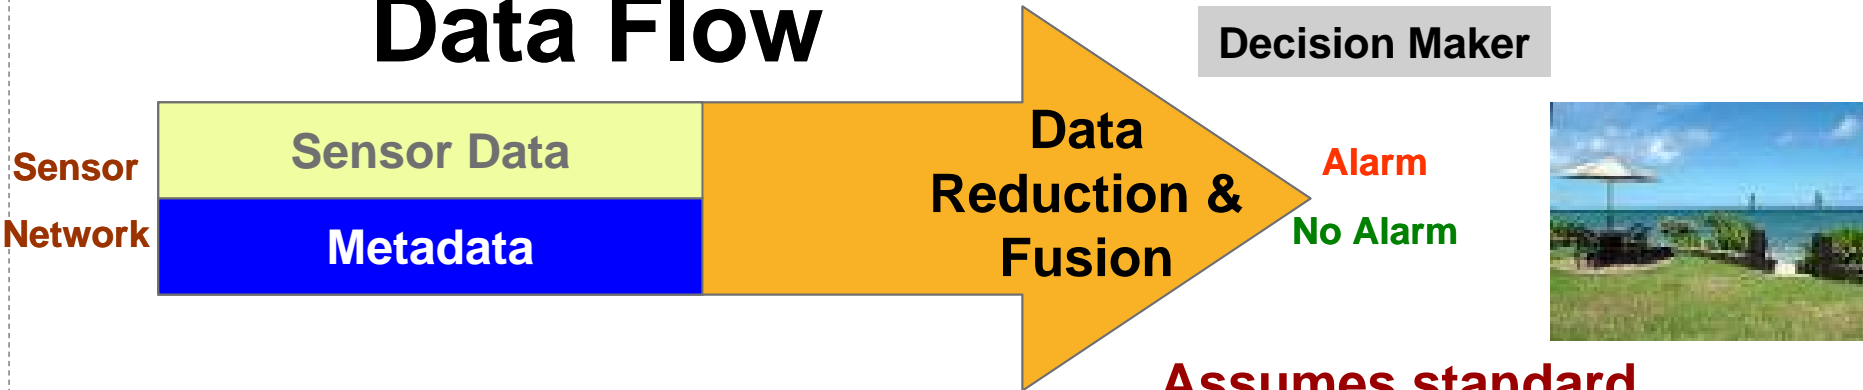 Data Flow
Decision Maker
Sensor
Network
Sensor Data
Metadata
Data
Reduction &
Fusion
Alarm
No Alarm
Assumes standard